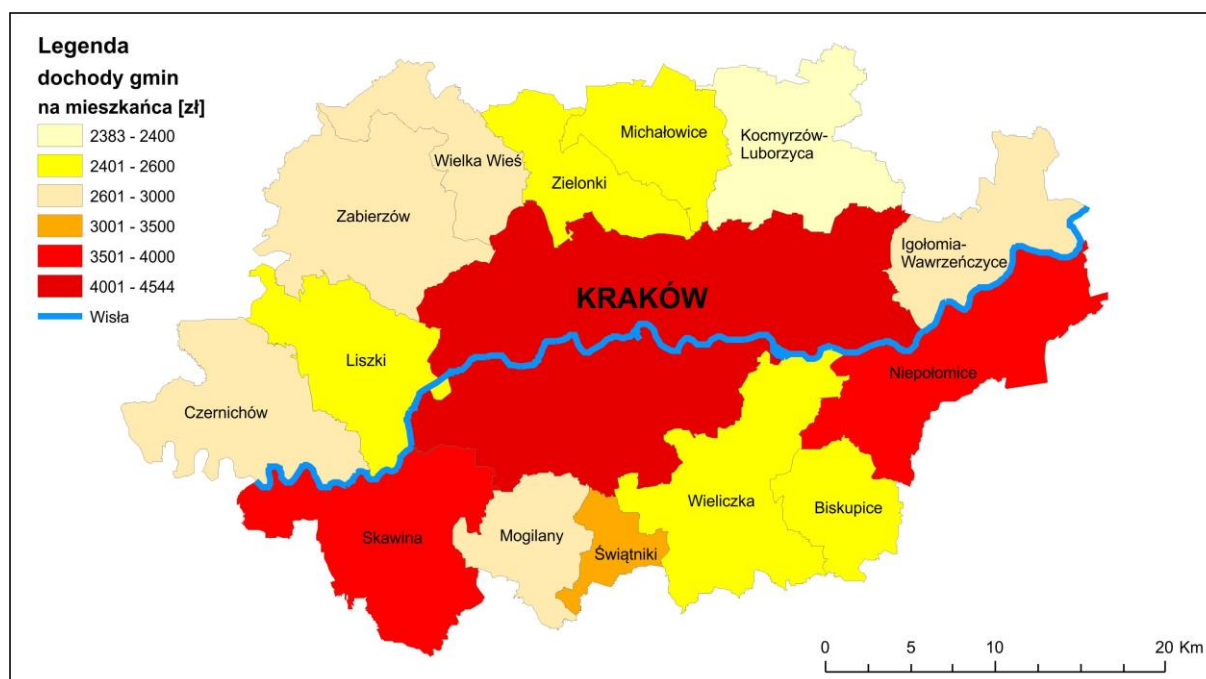 Legenda
dochody gmin
na mieszkańca [zł]
2383 - 2400
2401 - 2600
2601 - 3000
3001 - 3500
3501 - 4000
4001 - 4544
Wisła
Michałowice
Kocmyrzów-
Luborzyca
Wielka Wieś
Zielonki
Zabierzów
Igołomia-
Wawrzeńczyce
KRAKÓW
Liszki
Niepołomice
Czernichów
Wieliczka
Biskupice
Skawina
Mogilany
Świątniki
0 5 10 20 Km